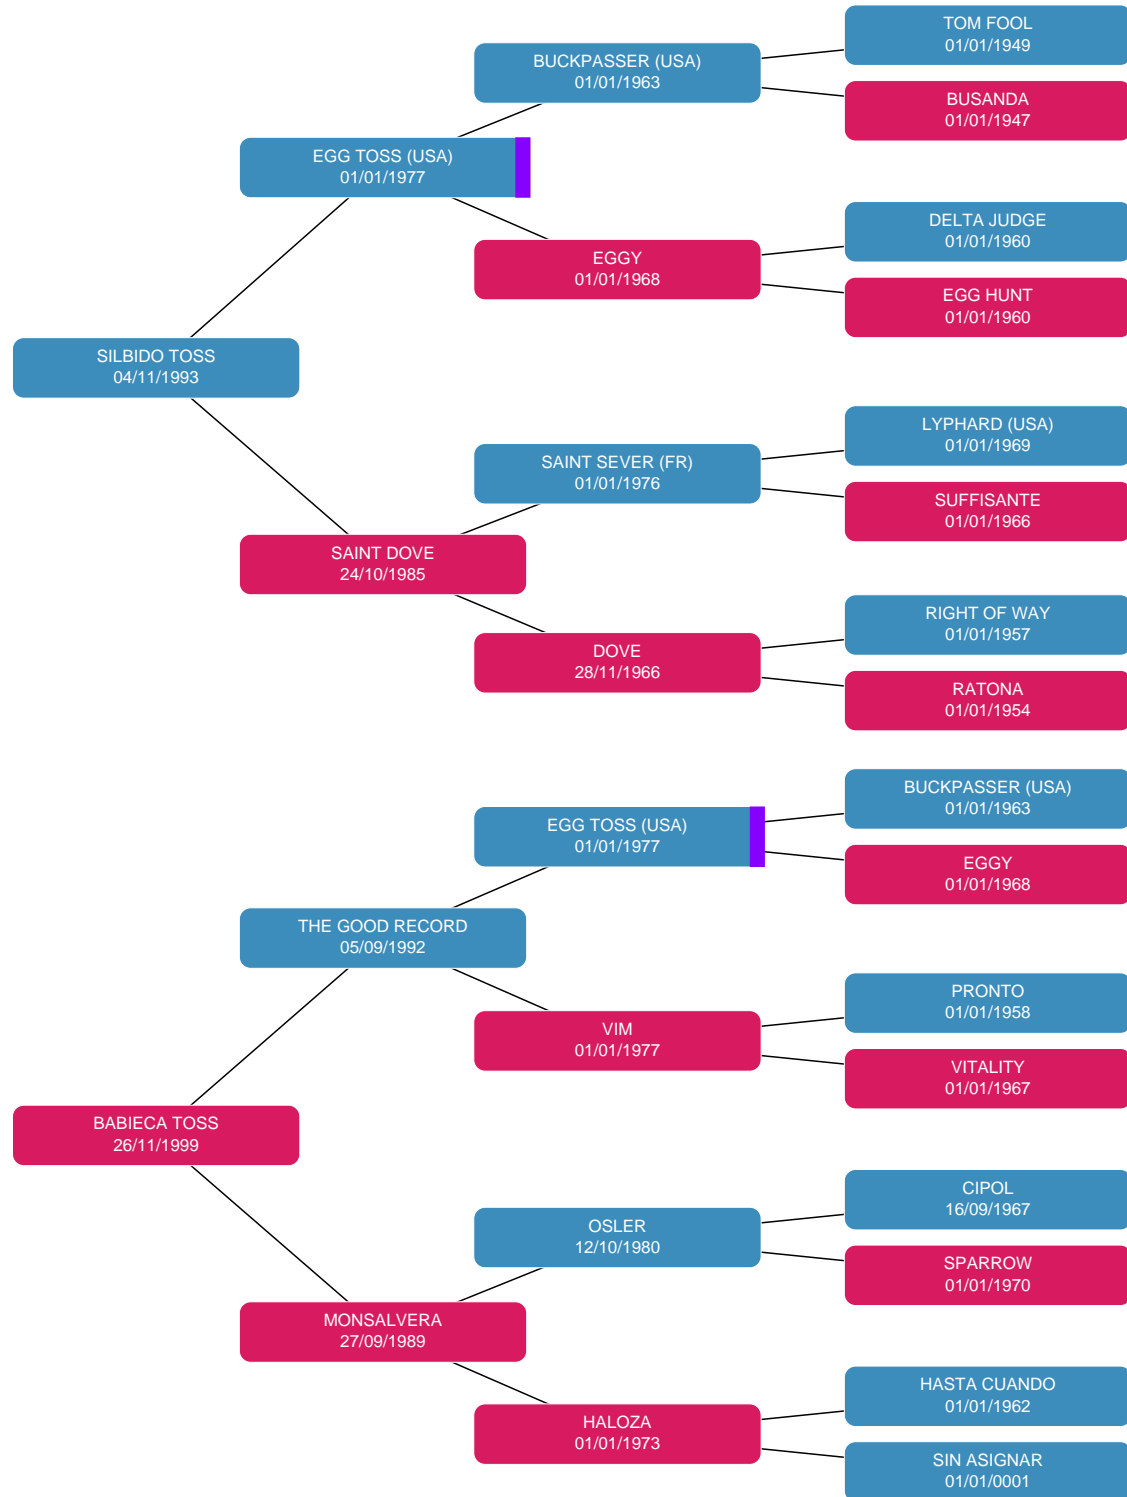 TOM FOOL
01/01/1949
BUCKPASSER (USA)
01/01/1963
BUSANDA
01/01/1947
EGG TOSS (USA)
01/01/1977
DELTA JUDGE
01/01/1960
EGGY
01/01/1968
EGG HUNT
01/01/1960
SILBIDO TOSS
04/11/1993
LYPHARD (USA)
01/01/1969
SAINT SEVER (FR)
01/01/1976
SUFFISANTE
01/01/1966
SAINT DOVE
24/10/1985
RIGHT OF WAY
01/01/1957
DOVE
28/11/1966
RATONA
01/01/1954
BUCKPASSER (USA)
01/01/1963
EGG TOSS (USA)
01/01/1977
EGGY
01/01/1968
THE GOOD RECORD
05/09/1992
PRONTO
01/01/1958
VIM
01/01/1977
VITALITY
01/01/1967
BABIECA TOSS
26/11/1999
CIPOL
16/09/1967
OSLER
12/10/1980
SPARROW
01/01/1970
MONSALVERA
27/09/1989
HASTA CUANDO
01/01/1962
HALOZA
01/01/1973
SIN ASIGNAR
01/01/0001